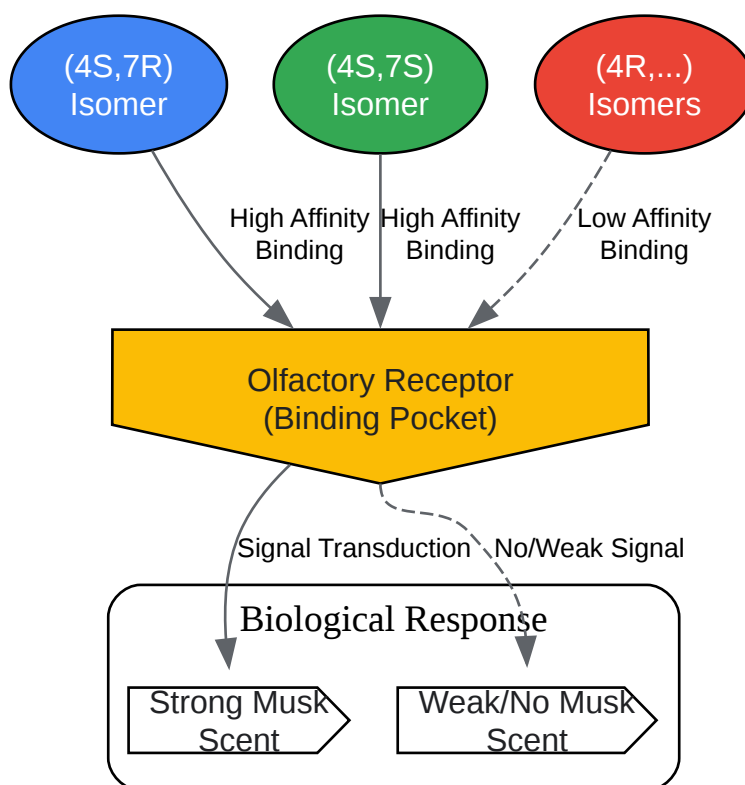 (4S,7R)
Isomer
(4S,7S)
Isomer
(4R,...)
Isomers
High Affinity
Binding
High Affinity
Binding
Low Affinity
Binding
Olfactory Receptor
(Binding Pocket)
Signal Transduction
No/Weak Signal
Biological Response
Strong Musk
Scent
Weak/No Musk
Scent